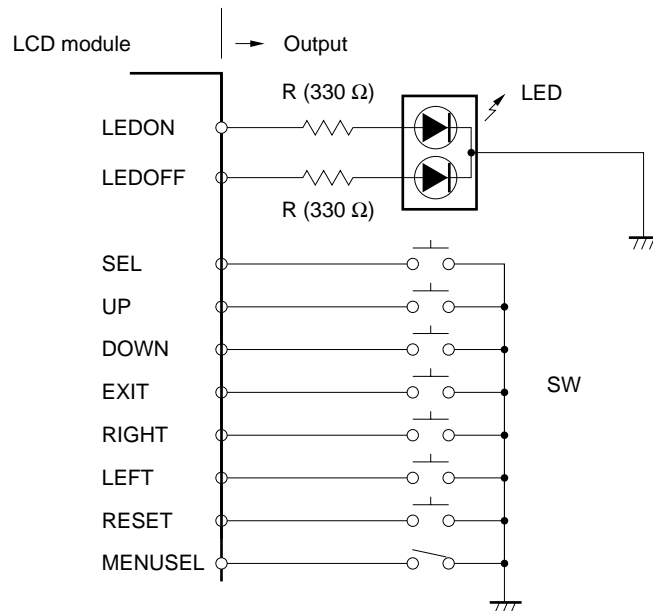 LCD module → Output
R (330 Ω)
LED
LEDON
LEDOFF
R (330 Ω)
SEL
UP
DOWN
EXIT
SW
RIGHT
LEFT
RESET
MENUSEL